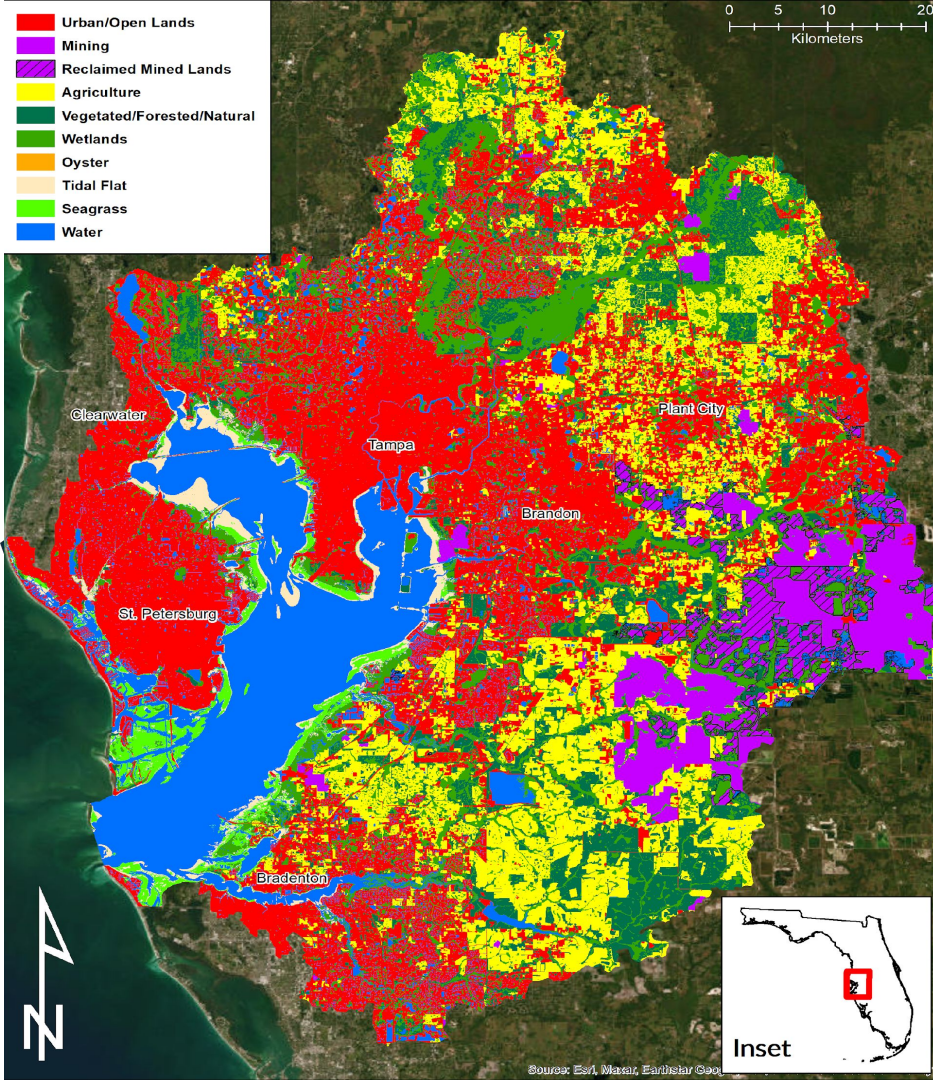 Urban/Open Lands
Mining
Reclaimed Mined Lands
Agriculture
Vegetated/Forested/Natural
Wetlands
Oyster
Tidal Flat
Seagrass
Water
0 5 10 20
Kilometers
Clearwater
Plant City
Tampa
Brandon
St. Petersburg
Bradenton
N
Inset
Source: Esri, Maxar, Earthstar Geog